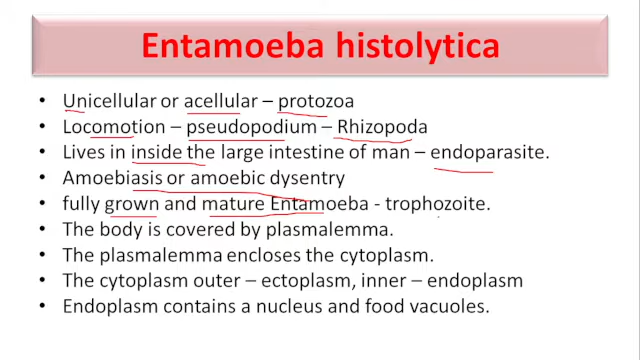 Entamoeba histolytica
• Unicellular or acellular – protozoa
• Locomotion – pseudopodium – Rhizopoda
• Lives in inside the large intestine of man – endoparasite.
• Amoebiasis or amoebic dysentry
• fully grown and mature Entamoeba - trophozoite.
• The body is covered by plasmalemma.
• The plasmalemma encloses the cytoplasm.
• The cytoplasm outer – ectoplasm, inner – endoplasm
• Endoplasm contains a nucleus and food vacuoles.